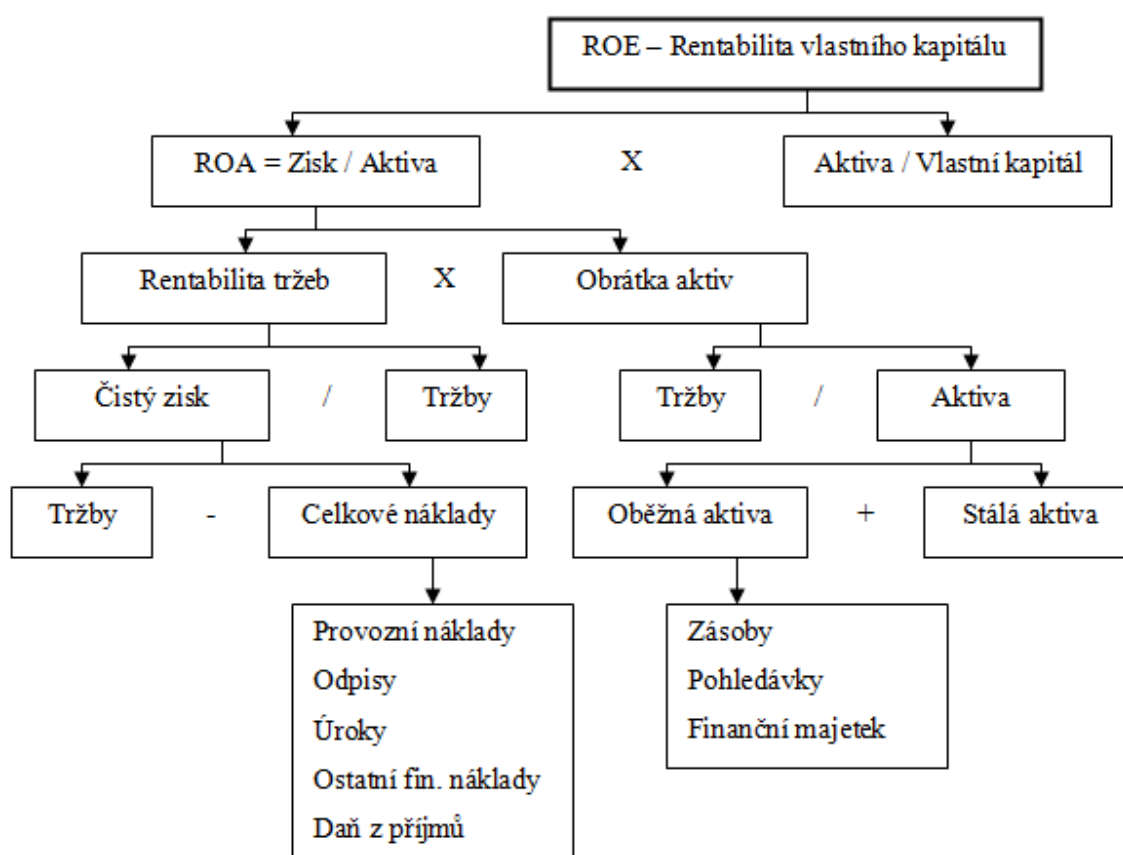 ROE – Rentabilita vlastního kapitálu
ROA = Zisk / Aktiva
X
Aktiva / Vlastní kapitál
Rentabilita tržeb
X
Obrátka aktiv
Čistý zisk
/
Tržby
Tržby
/
Aktiva
Tržby
-
Celkové náklady
Oběžná aktiva
+
Stálá aktiva
Provozní náklady
Odpisy
Úroky
Ostatní fin. náklady
Daň z příjmů
Zásoby
Pohledávky
Finanční majetek